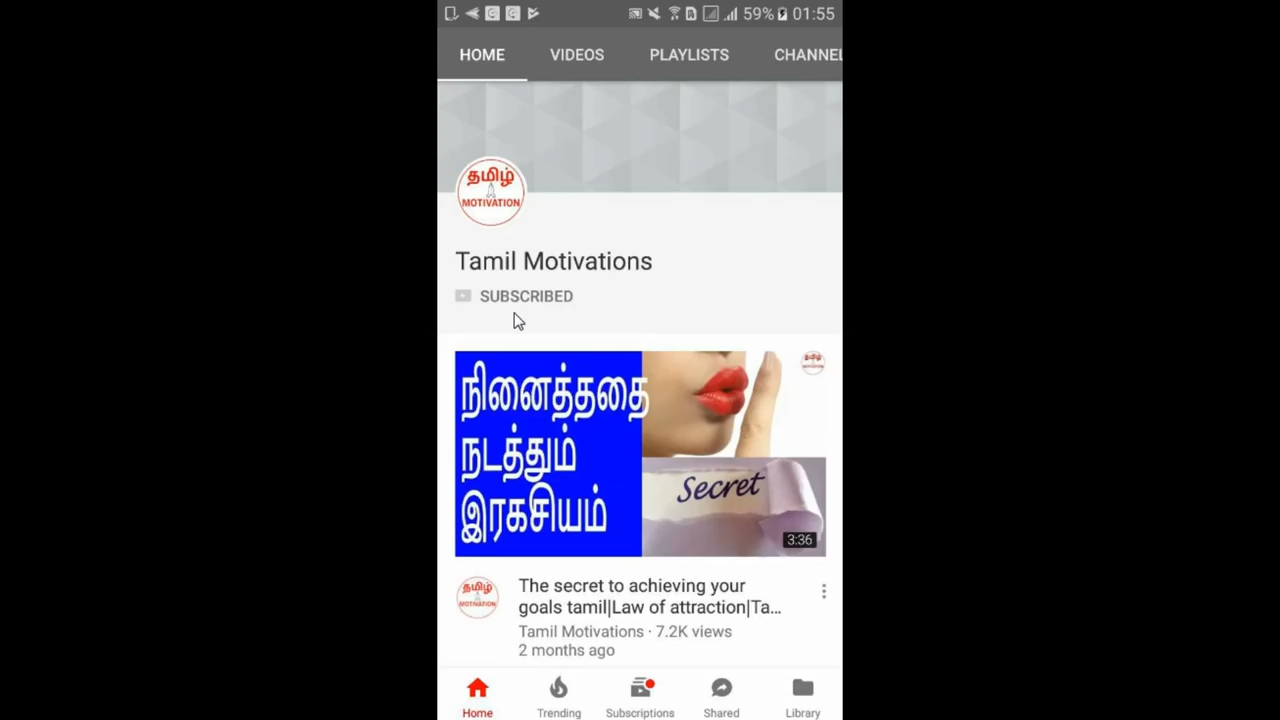 59% 01:55
HOME VIDEOS PLAYLISTS CHANNEL
தமிழ்
MOTIVATION
Tamil Motivations
SUBSCRIBED
நினைத்ததை
நடத்தும்
இரகசியம்
Secret
தமிழ்
MOTIVATION
3:36
தமிழ்
MOTIVATION
The secret to achieving your
goals tamil|Law of attraction|Ta...
Tamil Motivations · 7.2K views
2 months ago
Home Trending Subscriptions Shared Library